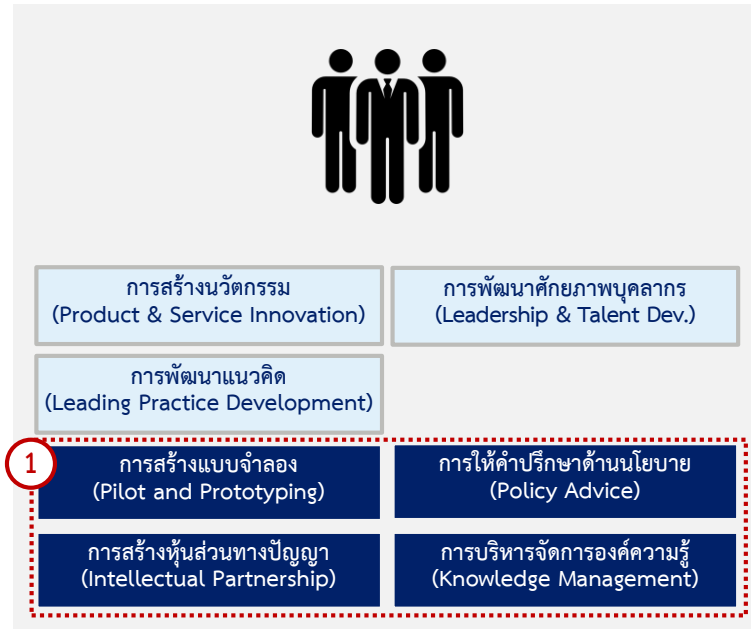 การสร้างนวัตกรรม
(Product & Service Innovation)
การพัฒนาศักยภาพบุคลากร
(Leadership & Talent Dev.)
การพัฒนาแนวคิด
(Leading Practice Development)
1
การสร้างแบบจำลอง
(Pilot and Prototyping)
การให้คำปรึกษาด้านนโยบาย
(Policy Advice)
การสร้างหุ้นส่วนทางปัญญา
(Intellectual Partnership)
การบริหารจัดการองค์ความรู้
(Knowledge Management)